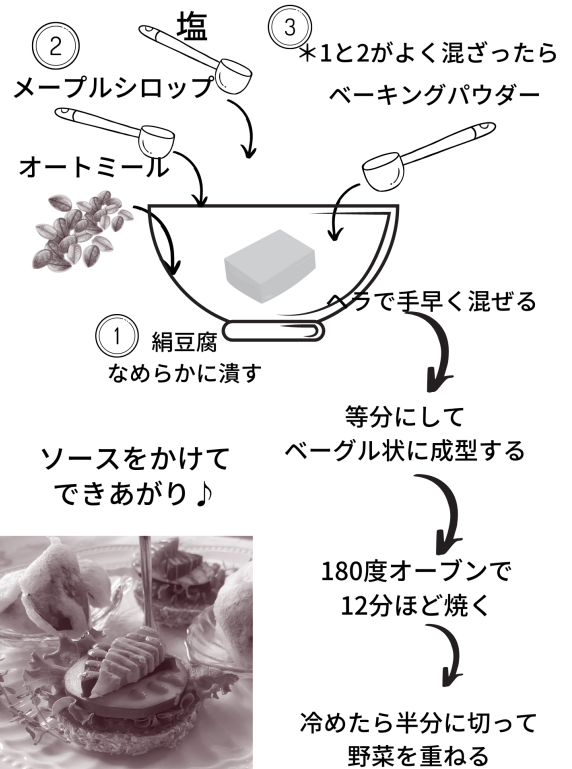 1
絹豆腐
なめらかに潰す
2
塩
メープルシロップ
オートミール
3
＊1と2がよく混ざったら
ベーキングパウダー
ヘラで手早く混ぜる
等分にして
ベーグル状に成型する
180度オーブンで
12分ほど焼く
冷めたら半分に切って
野菜を重ねる
ソースをかけて
できあがり♪